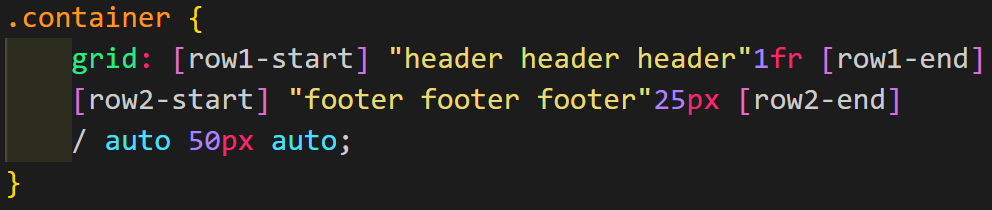 .container {
grid: [row1-start] "header header header"1fr [row1-end]
[row2-start] "footer footer footer"25px [row2-end]
/ auto 50px auto;
}